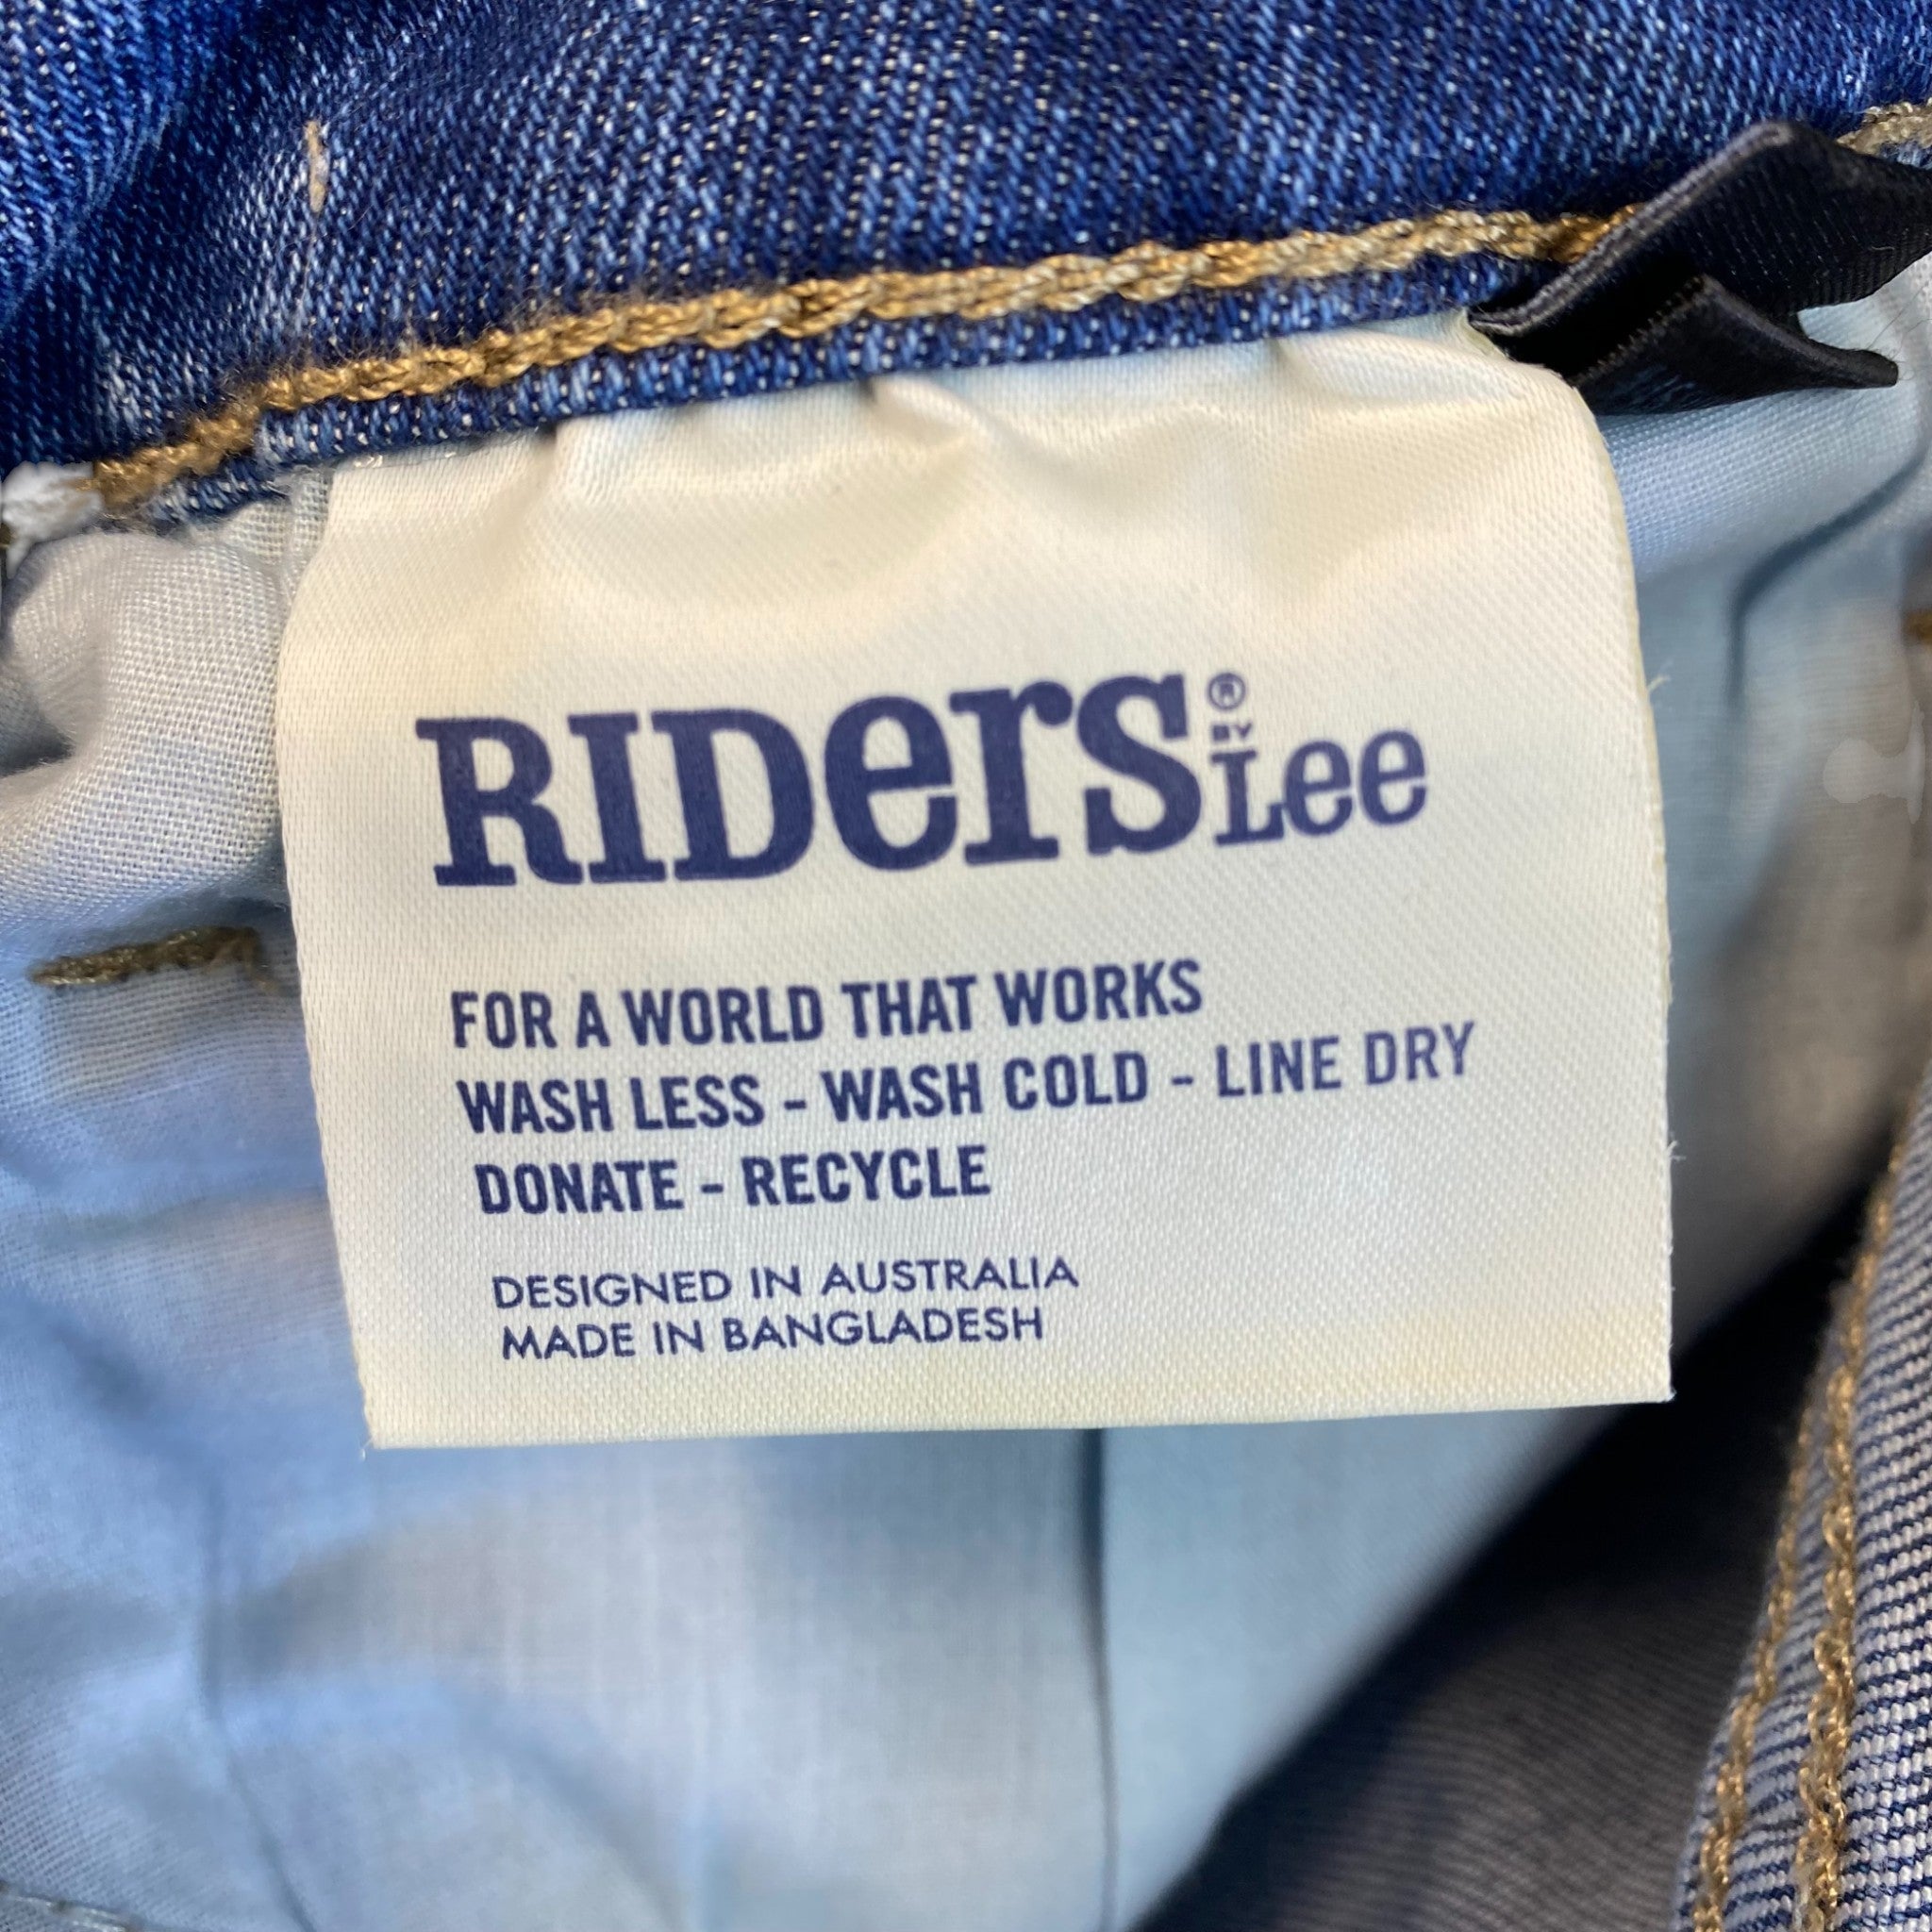 RIDERS® BY Lee
FOR A WORLD THAT WORKS
WASH LESS - WASH COLD - LINE DRY
DONATE - RECYCLE
DESIGNED IN AUSTRALIA
MADE IN BANGLADESH